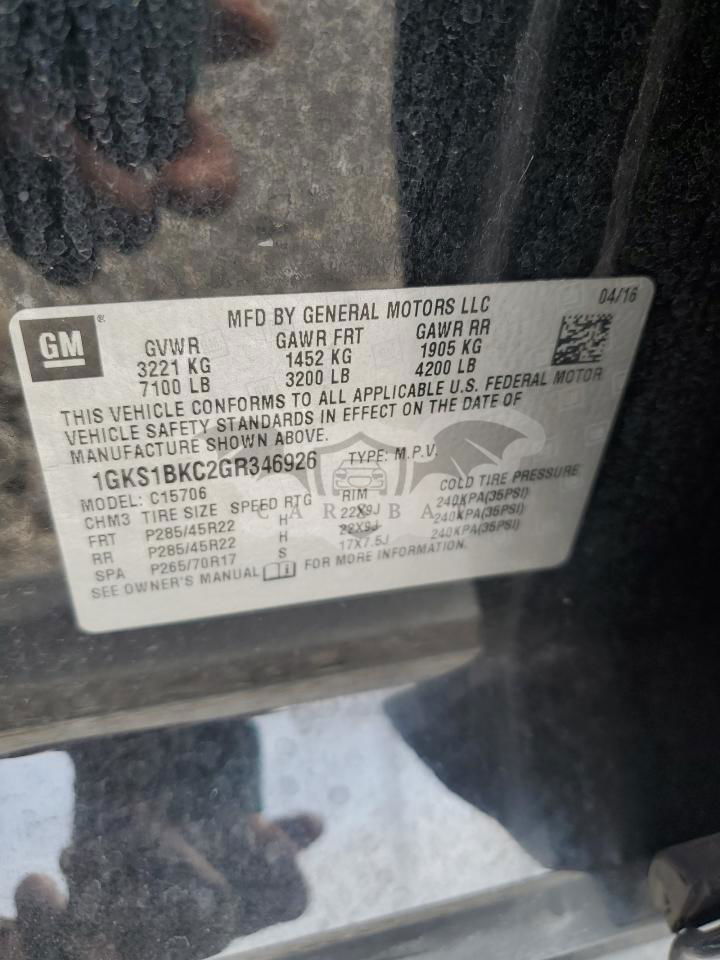 GM
MFD BY GENERAL MOTORS LLC 04/16
GVWR GAWR FRT GAWR RR
3221 KG 1452 KG 1905 KG
7100 LB 3200 LB 4200 LB
THIS VEHICLE CONFORMS TO ALL APPLICABLE U.S. FEDERAL MOTOR
VEHICLE SAFETY STANDARDS IN EFFECT ON THE DATE OF
MANUFACTURE SHOWN ABOVE.
1GKS1BKC2GR346926 TYPE: M.P.V.
MODEL: C15706
CHM3 TIRE SIZE SPEED RTG RIM COLD TIRE PRESSURE
FRT P285/45R22 H 22X9J 240KPA(35PSI)
RR P285/45R22 H 22X9J 240KPA(35PSI)
SPA P265/70R17 S 17X7.5J 240KPA(35PSI)
SEE OWNER'S MANUAL FOR MORE INFORMATION.